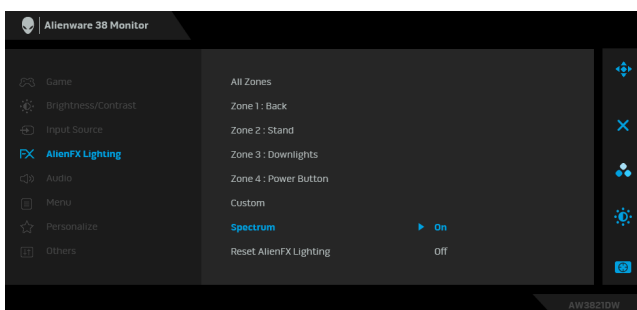 Alienware 38 Monitor
Game
Brightness/Contrast
Input Source
FX AlienFX Lighting
Audio
Menu
Personalize
Others
All Zones
Zone 1 : Back
Zone 2 : Stand
Zone 3 : Downlights
Zone 4 : Power Button
Custom
Spectrum On
Reset AlienFX Lighting Off
AW3821DW